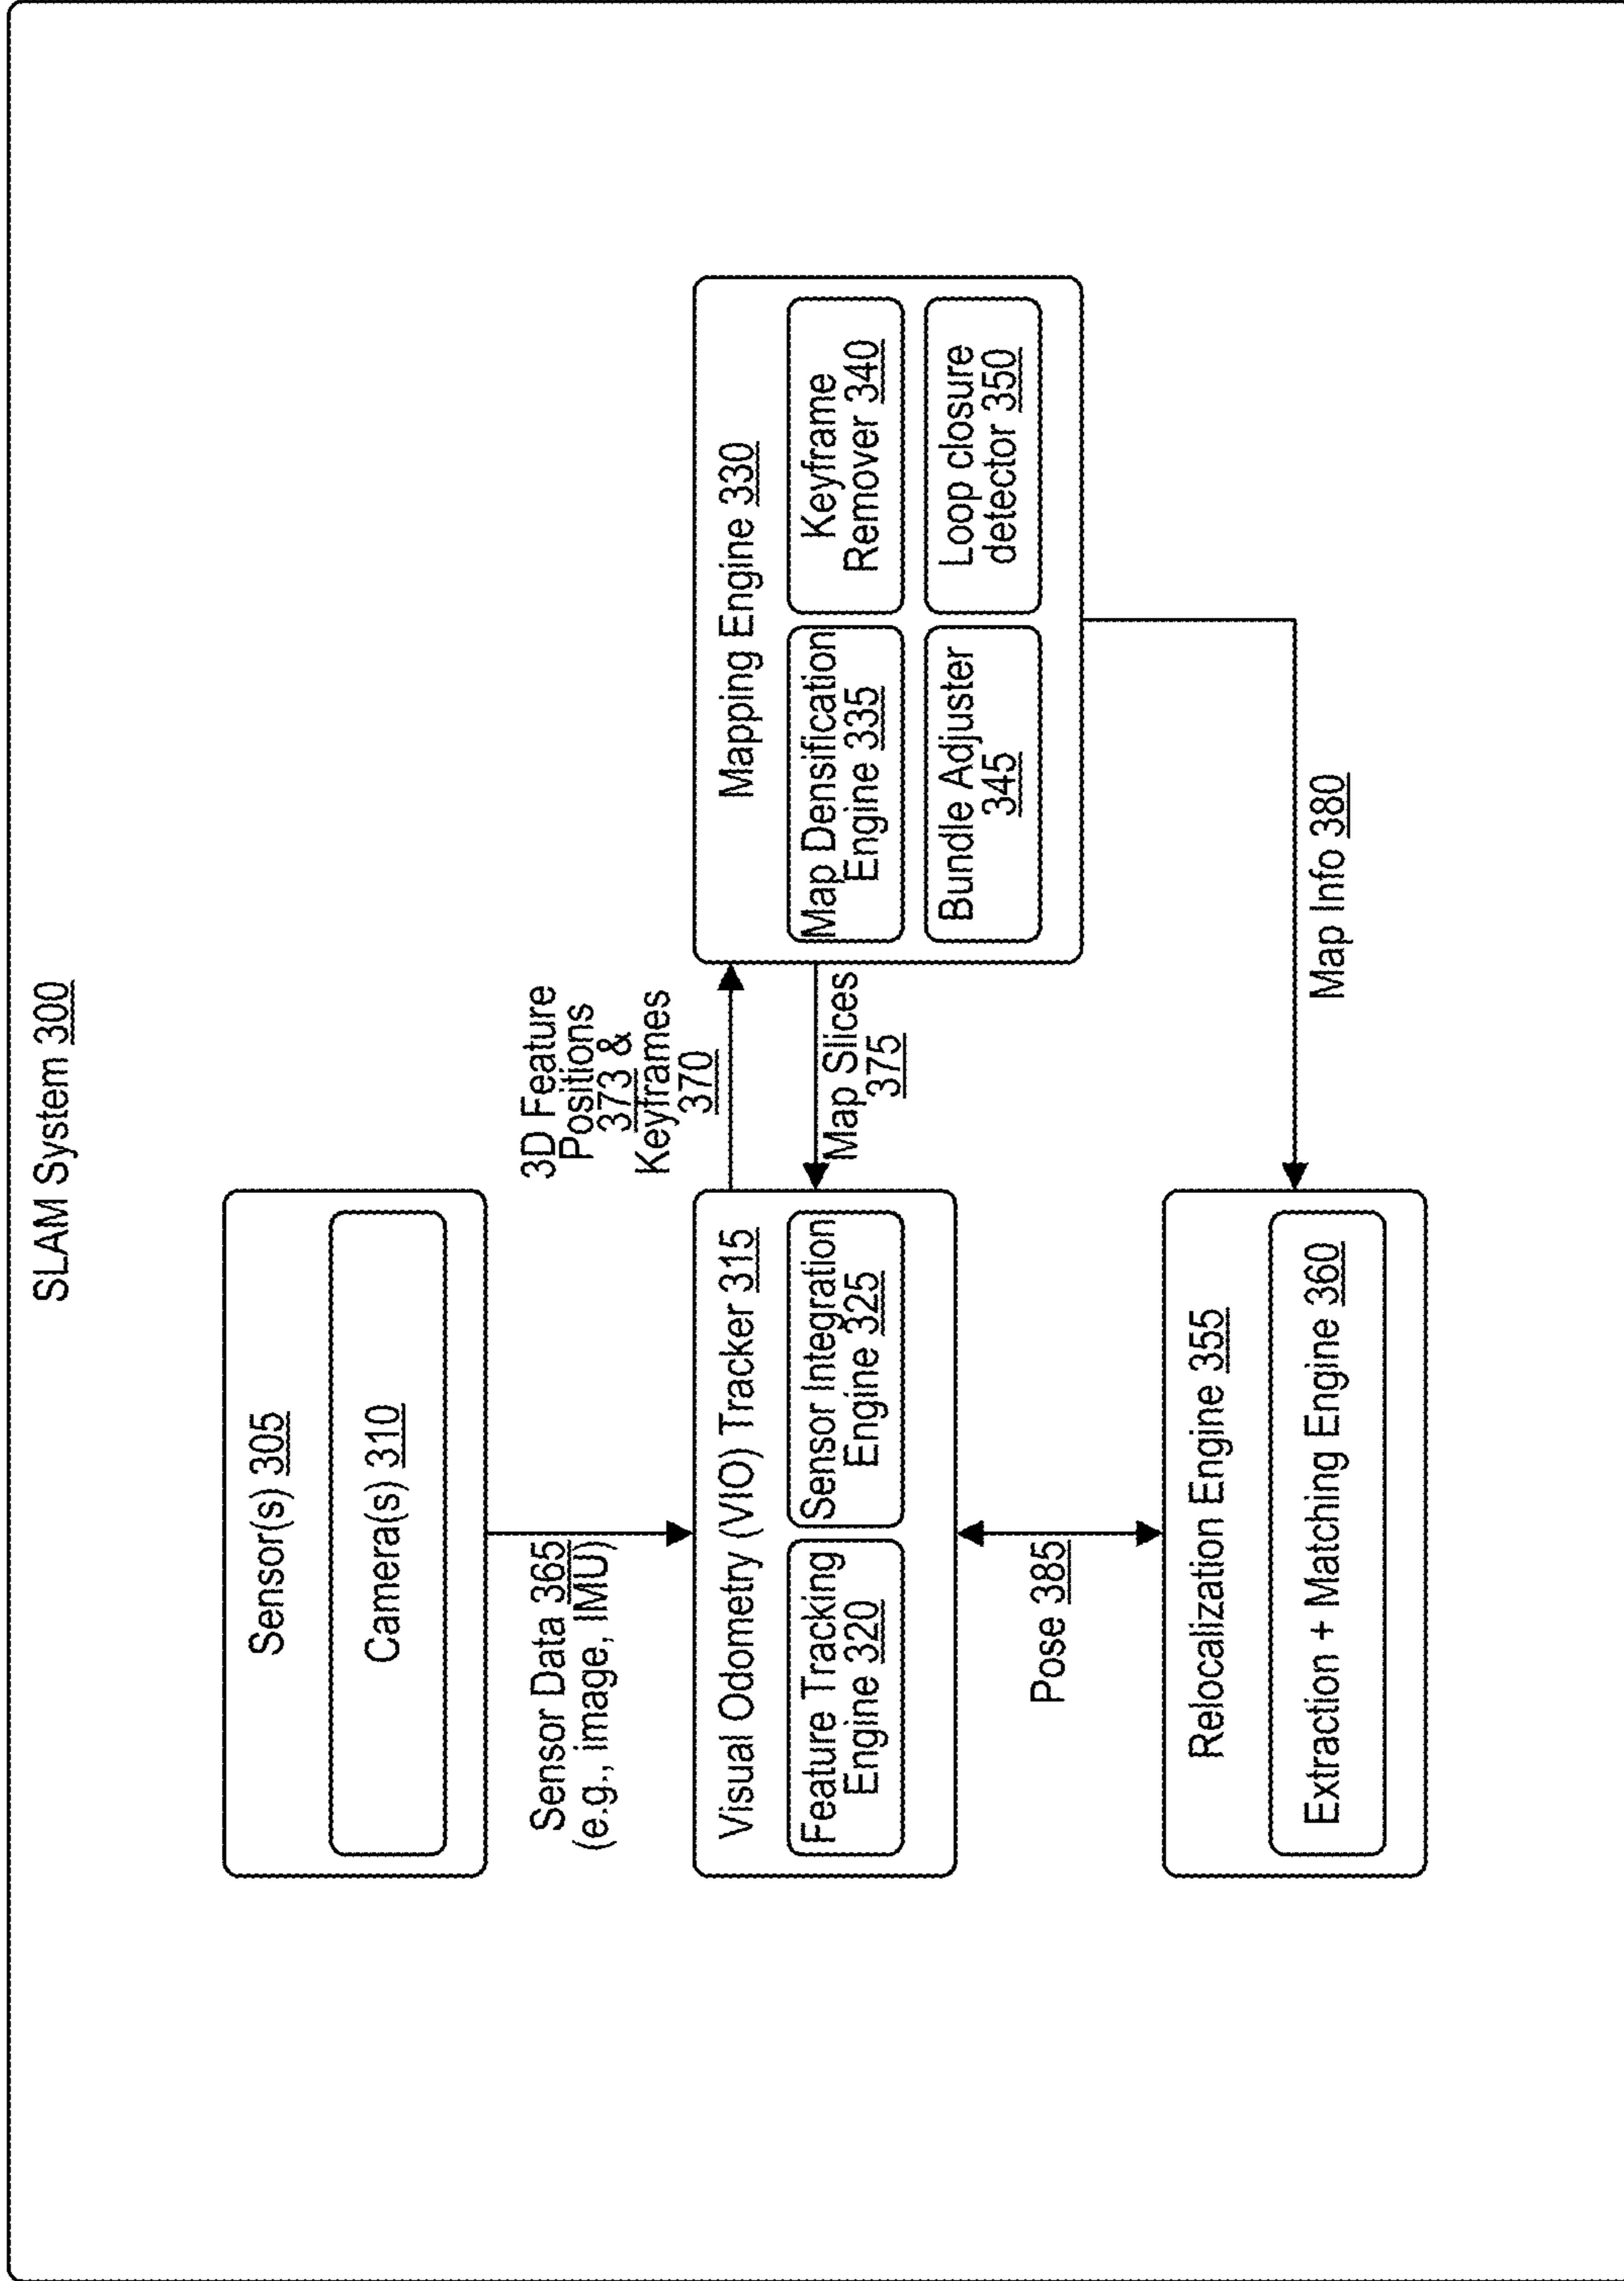 SLAM System 300
Sensor(s) 305
Camera(s) 310
Sensor Data 365
(e.g., image, IMU)
3D Feature
Positions
373 &
Keyframes
370
Visual Odometry (VIO) Tracker 315
Feature Tracking
Engine 320
Sensor Integration
Engine 325
Map Slices
375
Mapping Engine 330
Map Densification
Engine 335
Keyframe
Remover 340
Bundle Adjuster
345
Loop closure
detector 350
Pose 385
Relocalization Engine 355
Extraction + Matching Engine 360
Map Info 380